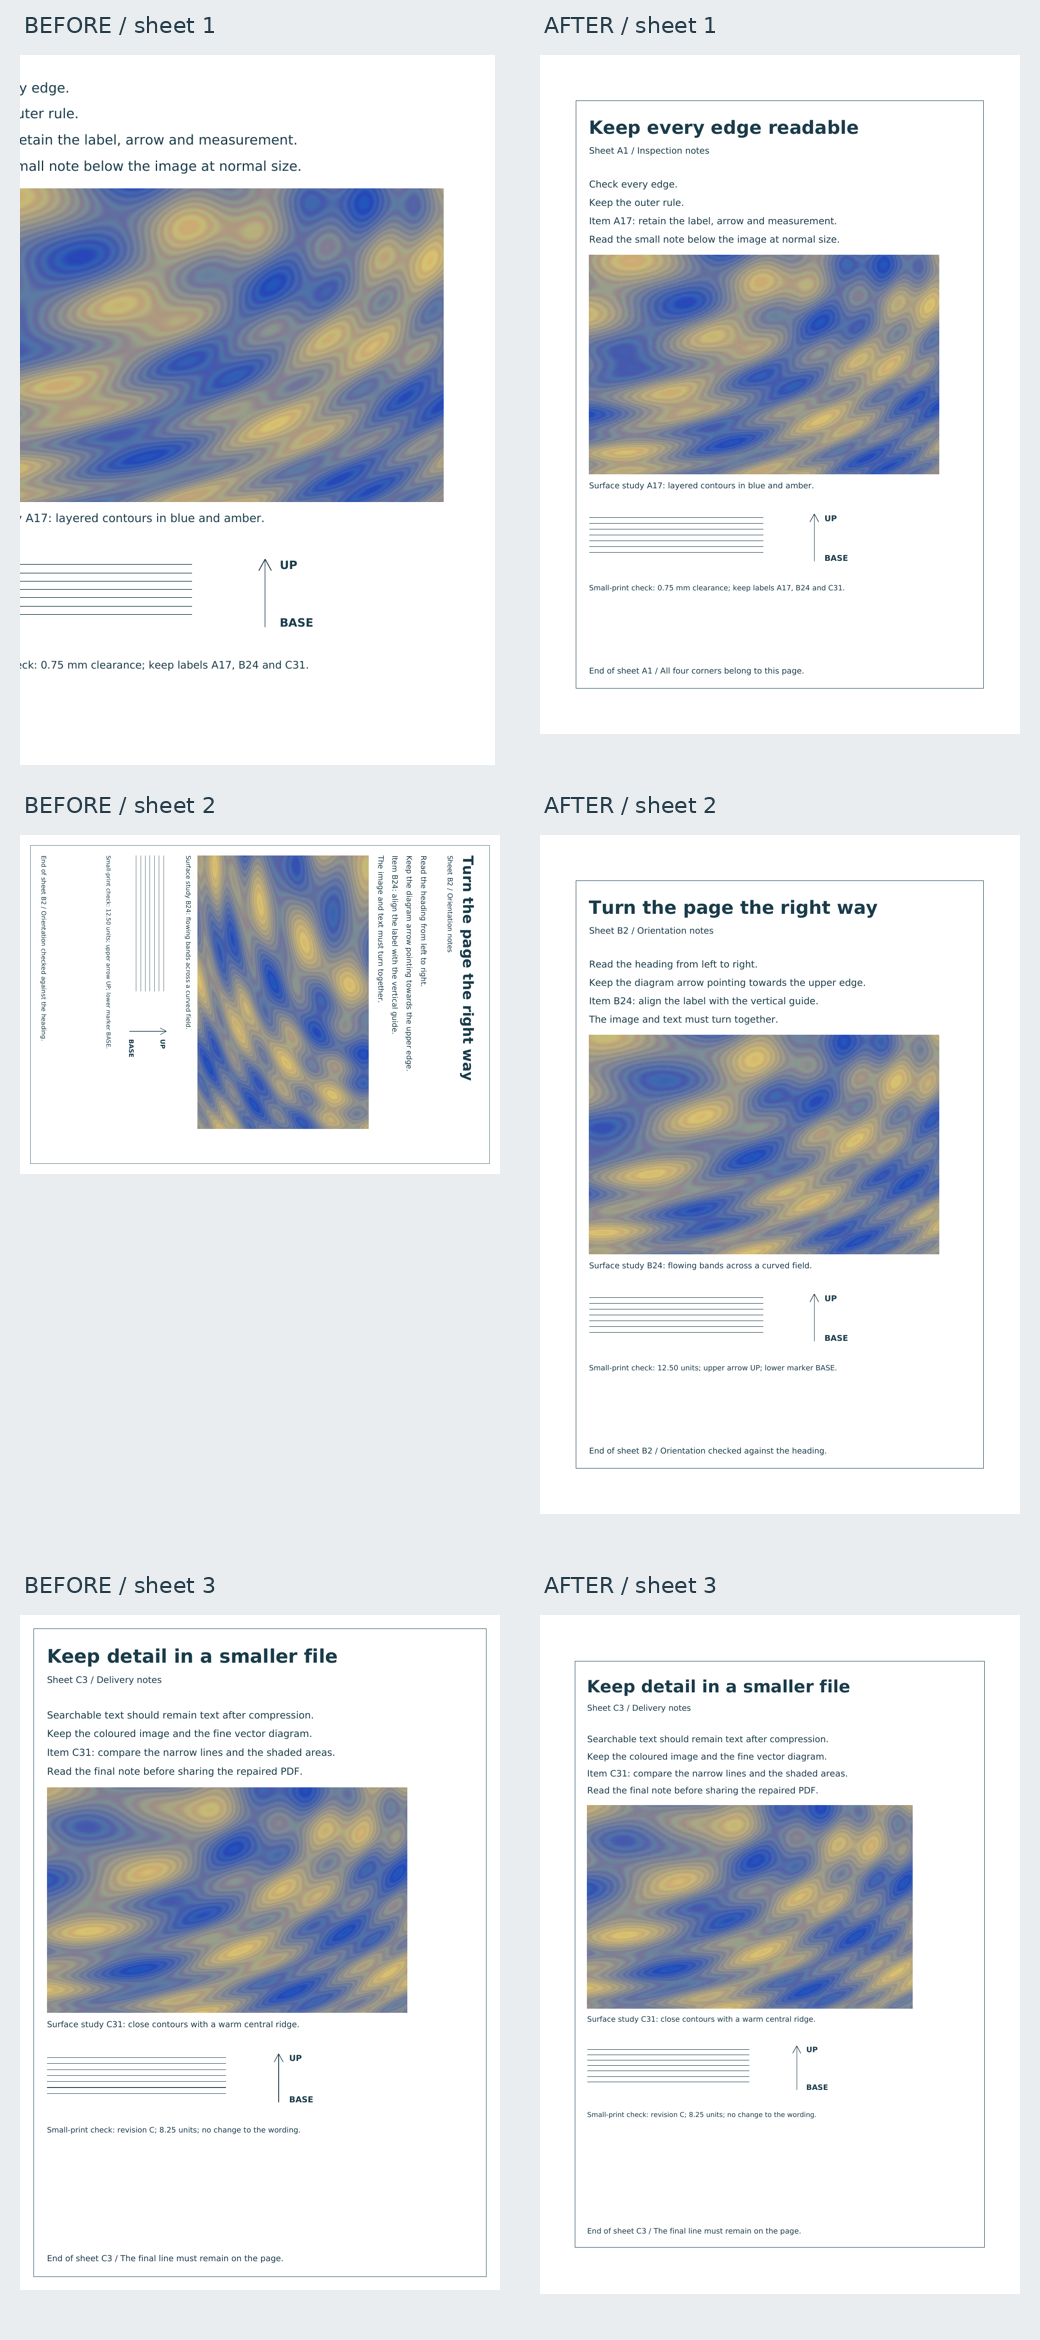 BEFORE / sheet 1
y edge.
uter rule.
etain the label, arrow and measurement.
mall note below the image at normal size.
A17: layered contours in blue and amber.
UP
BASE
eck: 0.75 mm clearance; keep labels A17, B24 and C31.
AFTER / sheet 1
Keep every edge readable
Sheet A1 / Inspection notes
Check every edge.
Keep the outer rule.
Item A17: retain the label, arrow and measurement.
Read the small note below the image at normal size.
Surface study A17: layered contours in blue and amber.
UP
BASE
Small-print check: 0.75 mm clearance; keep labels A17, B24 and C31.
End of sheet A1 / All four corners belong to this page.
BEFORE / sheet 2
Turn the page the right way
Sheet B2 / Orientation notes
Read the heading from left to right.
Keep the diagram arrow pointing towards the upper edge.
Item B24: align the label with the vertical guide.
The image and text must turn together.
Surface study B24: flowing bands across a curved field.
UP
BASE
Small-print check: 12.50 units; upper arrow UP; lower marker BASE.
End of sheet B2 / Orientation checked against the heading.
AFTER / sheet 2
Turn the page the right way
Sheet B2 / Orientation notes
Read the heading from left to right.
Keep the diagram arrow pointing towards the upper edge.
Item B24: align the label with the vertical guide.
The image and text must turn together.
Surface study B24: flowing bands across a curved field.
UP
BASE
Small-print check: 12.50 units; upper arrow UP; lower marker BASE.
End of sheet B2 / Orientation checked against the heading.
BEFORE / sheet 3
Keep detail in a smaller file
Sheet C3 / Delivery notes
Searchable text should remain text after compression.
Keep the coloured image and the fine vector diagram.
Item C31: compare the narrow lines and the shaded areas.
Read the final note before sharing the repaired PDF.
Surface study C31: close contours with a warm central ridge.
UP
BASE
Small-print check: revision C; 8.25 units; no change to the wording.
End of sheet C3 / The final line must remain on the page.
AFTER / sheet 3
Keep detail in a smaller file
Sheet C3 / Delivery notes
Searchable text should remain text after compression.
Keep the coloured image and the fine vector diagram.
Item C31: compare the narrow lines and the shaded areas.
Read the final note before sharing the repaired PDF.
Surface study C31: close contours with a warm central ridge.
UP
BASE
Small-print check: revision C; 8.25 units; no change to the wording.
End of sheet C3 / The final line must remain on the page.